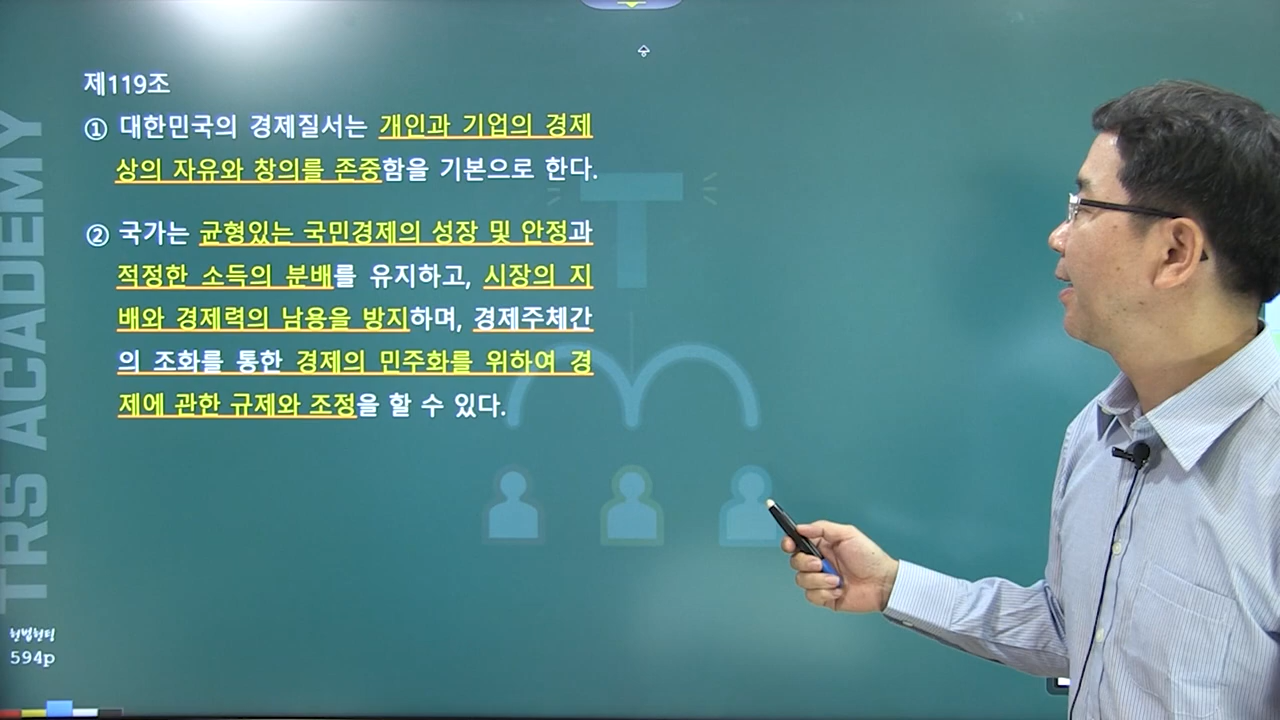 제119조
① 대한민국의 경제질서는 개인과 기업의 경제
상의 자유와 창의를 존중함을 기본으로 한다.
② 국가는 균형있는 국민경제의 성장 및 안정과
적정한 소득의 분배를 유지하고, 시장의 지
배와 경제력의 남용을 방지하며, 경제주체간
의 조화를 통한 경제의 민주화를 위하여 경
제에 관한 규제와 조정을 할 수 있다.
TRS ACADEMY
헌법헌터
594p